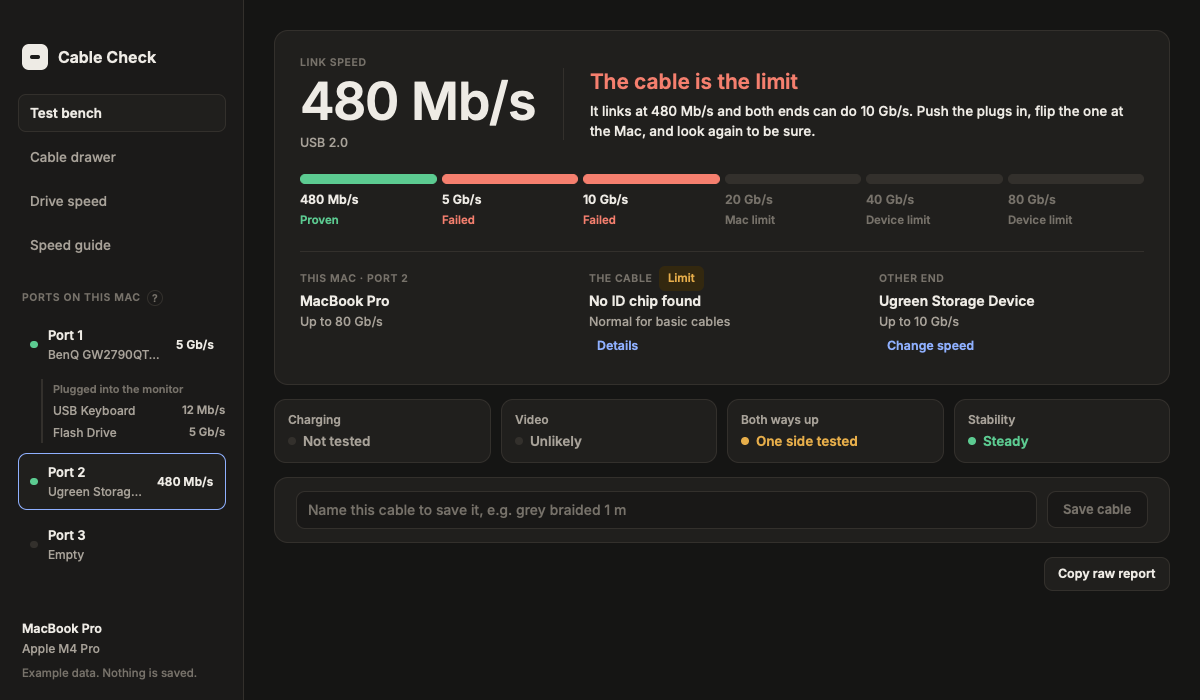 Cable Check
Test bench
Cable drawer
Drive speed
Speed guide
PORTS ON THIS MAC ?
Port 1
BenQ GW2790QT...
5 Gb/s
Plugged into the monitor
USB Keyboard 12 Mb/s
Flash Drive 5 Gb/s
Port 2
Ugreen Storag...
480 Mb/s
Port 3
Empty
MacBook Pro
Apple M4 Pro
Example data. Nothing is saved.
LINK SPEED
480 Mb/s
USB 2.0
The cable is the limit
It links at 480 Mb/s and both ends can do 10 Gb/s. Push the plugs in, flip the one at
the Mac, and look again to be sure.
480 Mb/s
Proven
5 Gb/s
Failed
10 Gb/s
Failed
20 Gb/s
Mac limit
40 Gb/s
Device limit
80 Gb/s
Device limit
THIS MAC · PORT 2
MacBook Pro
Up to 80 Gb/s
THE CABLE Limit
No ID chip found
Normal for basic cables
Details
OTHER END
Ugreen Storage Device
Up to 10 Gb/s
Change speed
Charging
Not tested
Video
Unlikely
Both ways up
One side tested
Stability
Steady
Name this cable to save it, e.g. grey braided 1 m
Save cable
Copy raw report